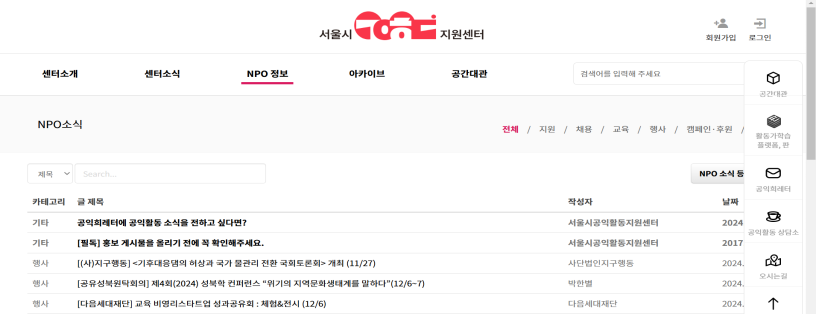 서울시 공익활동 지원센터
회원가입 로그인
센터소개 센터소식 NPO 정보 아카이브 공간대관
검색어를 입력해 주세요
공간대관
NPO소식
전체 / 지원 / 채용 / 교육 / 행사 / 캠페인·후원 /
활동가학습
플랫폼, 판
제목 Search...
NPO 소식 등
공익희레터
카테고리 글 제목 작성자 날짜
기타 공익희레터에 공익활동 소식을 전하고 싶다면? 서울시공익활동지원센터 2024
공익활동 상담소
기타 [필독] 홍보 게시물을 올리기 전에 꼭 확인해주세요. 서울시공익활동지원센터 2017
행사 [(사)지구행동] <기후대응댐의 허상과 국가 물관리 전환 국회토론회> 개최 (11/27) 사단법인지구행동 2024.
오시는길
행사 [공유성북원탁회의] 제4회(2024) 성북학 컨퍼런스 “위기의 지역문화생태계를 말하다”(12/6~7) 박한별 2024.
행사 [다음세대재단] 교육 비영리스타트업 성과공유회 : 체험&전시 (12/6) 다음세대재단 2024.